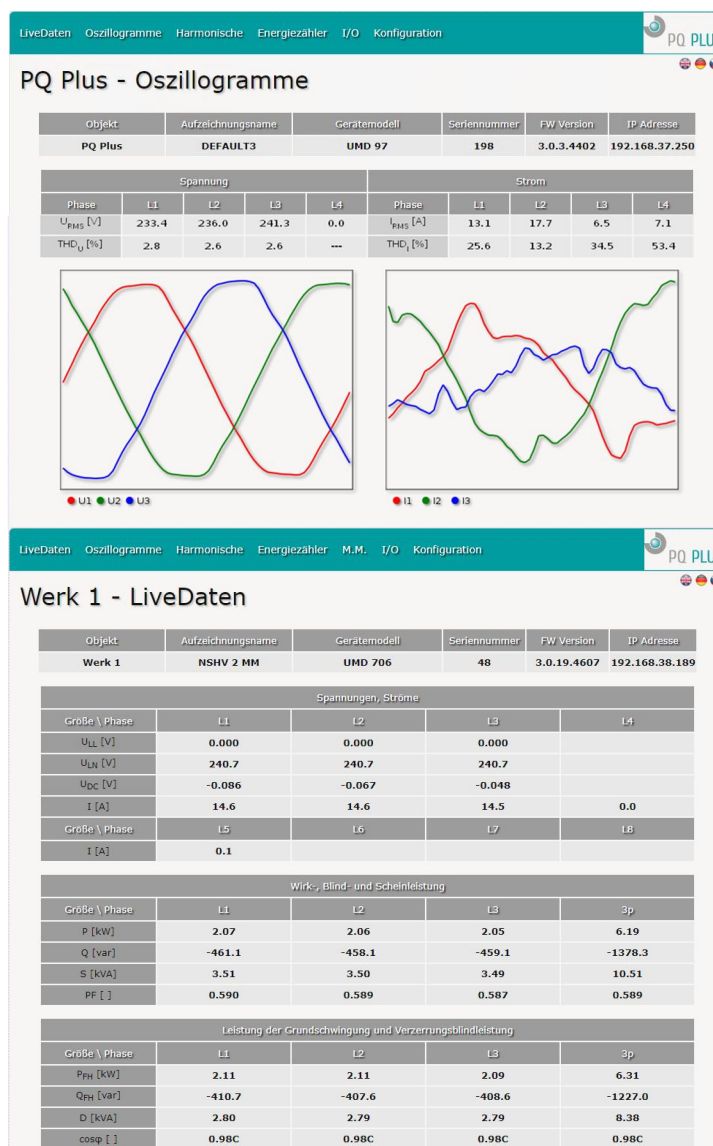 LiveDaten Oszillogramme Harmonische Energiezähler I/O Konfiguration
PQ PLU
PQ Plus - Oszillogramme
Objekt Aufzeichnungsname Gerätemodell Seriennummer FW Version IP Adresse
PQ Plus DEFAULT3 UMD 97 198 3.0.3.4402 192.168.37.250
Spannung Strom
Phase L1 L2 L3 L4 Phase L1 L2 L3 L4
URMS [V] 233.4 236.0 241.3 0.0 IRMS [A] 13.1 17.7 6.5 7.1
THDU [%] 2.8 2.6 2.6 --- THDI [%] 25.6 13.2 34.5 53.4
U1 U2 U3 I1 I2 I3
LiveDaten Oszillogramme Harmonische Energiezähler M.M. I/O Konfiguration
PQ PLU
Werk 1 - LiveDaten
Objekt Aufzeichnungsname Gerätemodell Seriennummer FW Version IP Adresse
Werk 1 NSHV 2 MM UMD 706 48 3.0.19.4607 192.168.38.189
Spannungen, Ströme
Größe \ Phase L1 L2 L3 L4
ULL [V] 0.000 0.000 0.000
ULN [V] 240.7 240.7 240.7
UDC [V] -0.086 -0.067 -0.048
I [A] 14.6 14.6 14.5 0.0
Größe \ Phase L5 L6 L7 L8
I [A] 0.1
Wirk-, Blind- und Scheinleistung
Größe \ Phase L1 L2 L3 3p
P [kW] 2.07 2.06 2.05 6.19
Q [var] -461.1 -458.1 -459.1 -1378.3
S [kVA] 3.51 3.50 3.49 10.51
PF [ ] 0.590 0.589 0.587 0.589
Leistung der Grundschwingung und Verzerrungsblindleistung
Größe \ Phase L1 L2 L3 3p
PFH [kW] 2.11 2.11 2.09 6.31
QFH [var] -410.7 -407.6 -408.6 -1227.0
D [kVA] 2.80 2.79 2.79 8.38
cosφ [ ] 0.98C 0.98C 0.98C 0.98C